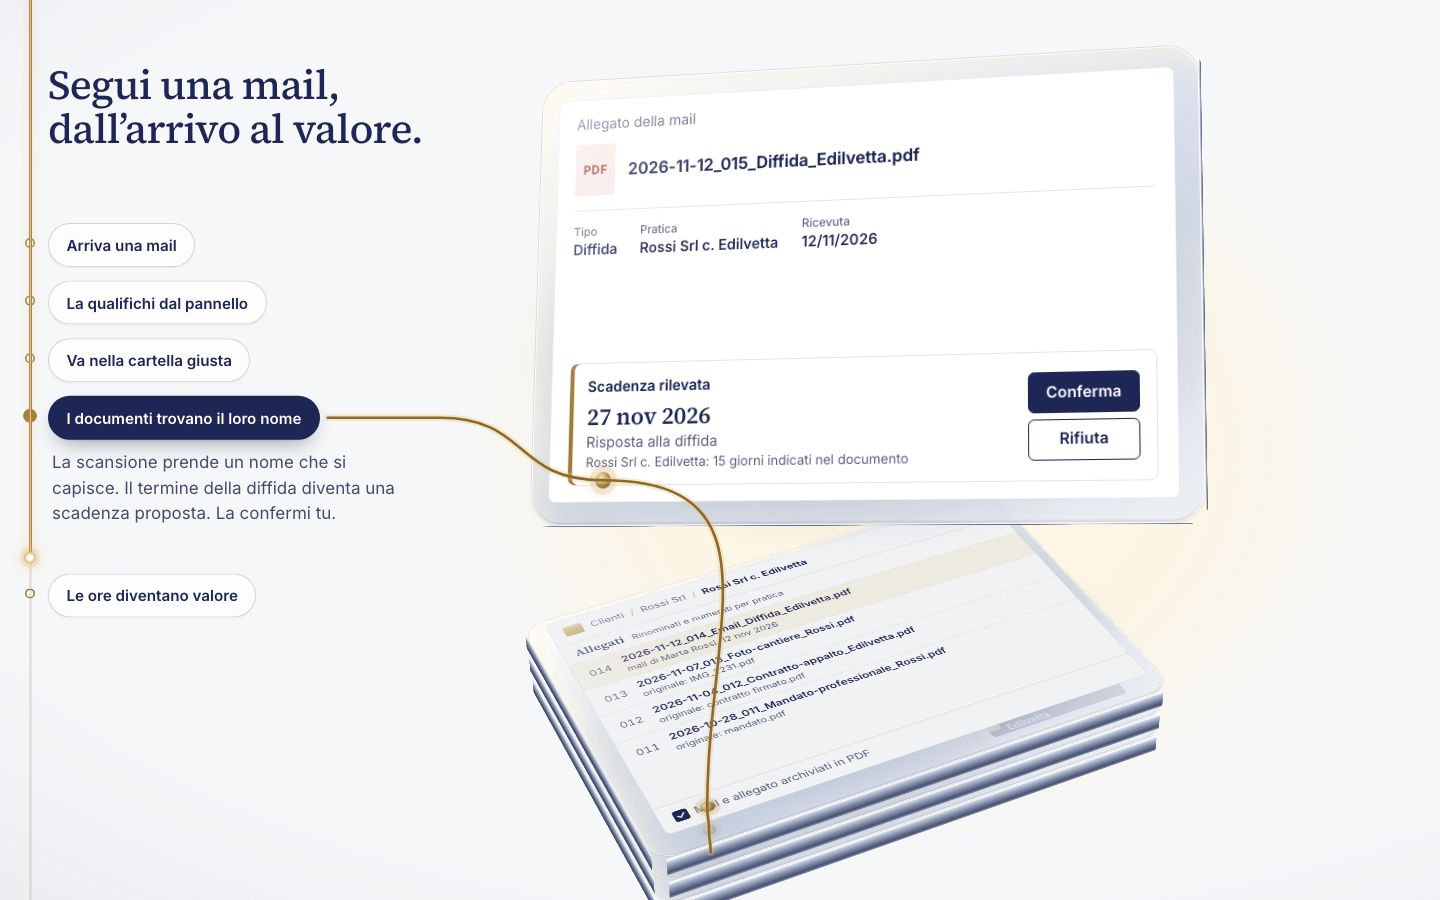 Segui una mail,
dall’arrivo al valore.
Arriva una mail
La qualifichi dal pannello
Va nella cartella giusta
I documenti trovano il loro nome
La scansione prende un nome che si
capisce. Il termine della diffida diventa una
scadenza proposta. La confermi tu.
Le ore diventano valore
Allegato della mail
PDF
2026-11-12_015_Diffida_Edilvetta.pdf
Tipo
Diffida
Pratica
Rossi Srl c. Edilvetta
Ricevuta
12/11/2026
Scadenza rilevata
27 nov 2026
Risposta alla diffida
Rossi Srl c. Edilvetta: 15 giorni indicati nel documento
Conferma
Rifiuta
Clienti / Rossi Srl / Rossi Srl c. Edilvetta
Allegati Rinominati e numerati per pratica
014 2026-11-12_014_Email_Diffida_Edilvetta.pdf
mail di Marta Rossi, 12 nov 2026
013 2026-11-07_013_Foto-cantiere_Rossi.pdf
originale: IMG_2231.pdf
012 2026-11-04_012_Contratto-appalto_Edilvetta.pdf
originale: contratto firmato.pdf
011 2026-10-28_011_Mandato-professionale_Rossi.pdf
originale: mandato.pdf
Mail e allegato archiviati in PDF
Edilvetta